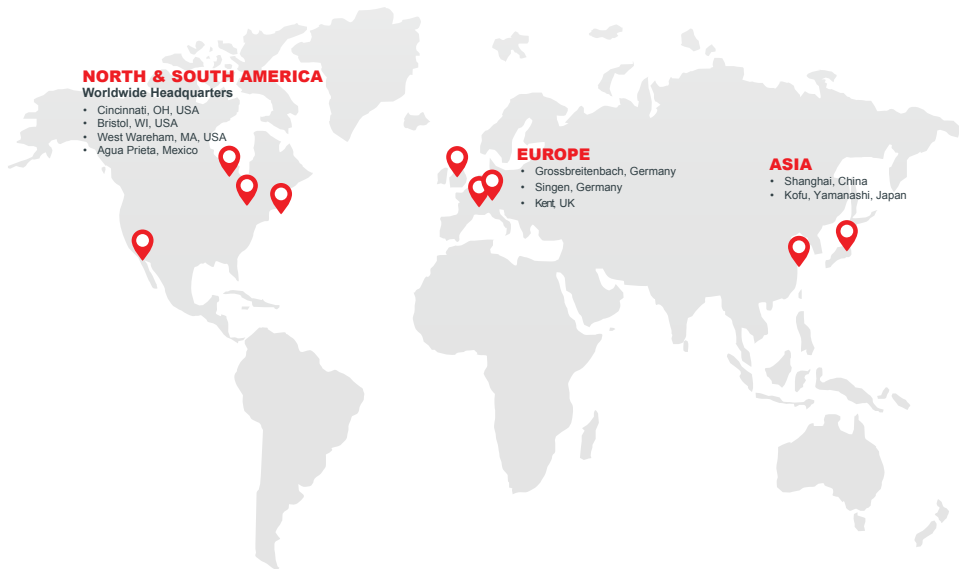 NORTH & SOUTH AMERICA
Worldwide Headquarters
• Cincinnati, OH, USA
• Bristol, WI, USA
• West Wareham, MA, USA
• Agua Prieta, Mexico
EUROPE
• Grossbreitenbach, Germany
• Singen, Germany
• Kent, UK
ASIA
• Shanghai, China
• Kofu, Yamanashi, Japan